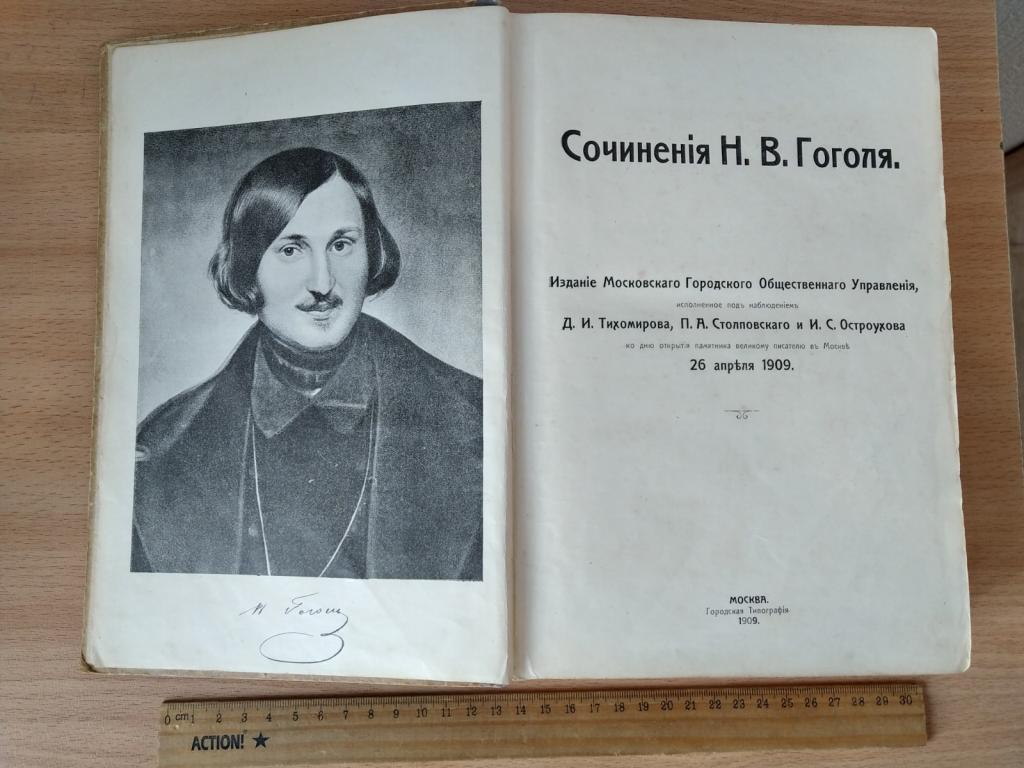 Н Гоголь
Сочиненія Н. В. Гоголя.
Изданіе Московскаго Городского Общественнаго Управленія,
исполненное подъ наблюденіемъ
Д. И. Тихомирова, П. А. Столповскаго и И. С. Остроухова
ко дню открытія памятника великому писателю въ Москвѣ
26 апрѣля 1909.
МОСКВА.
Городская Типографія
1909.
0 cm 1 2 3 4 5 6 7 8 9 10 11 12 13 14 15 16 17 18 19 20 21 22 23 24 25 26 27 28 29 30
ACTION!